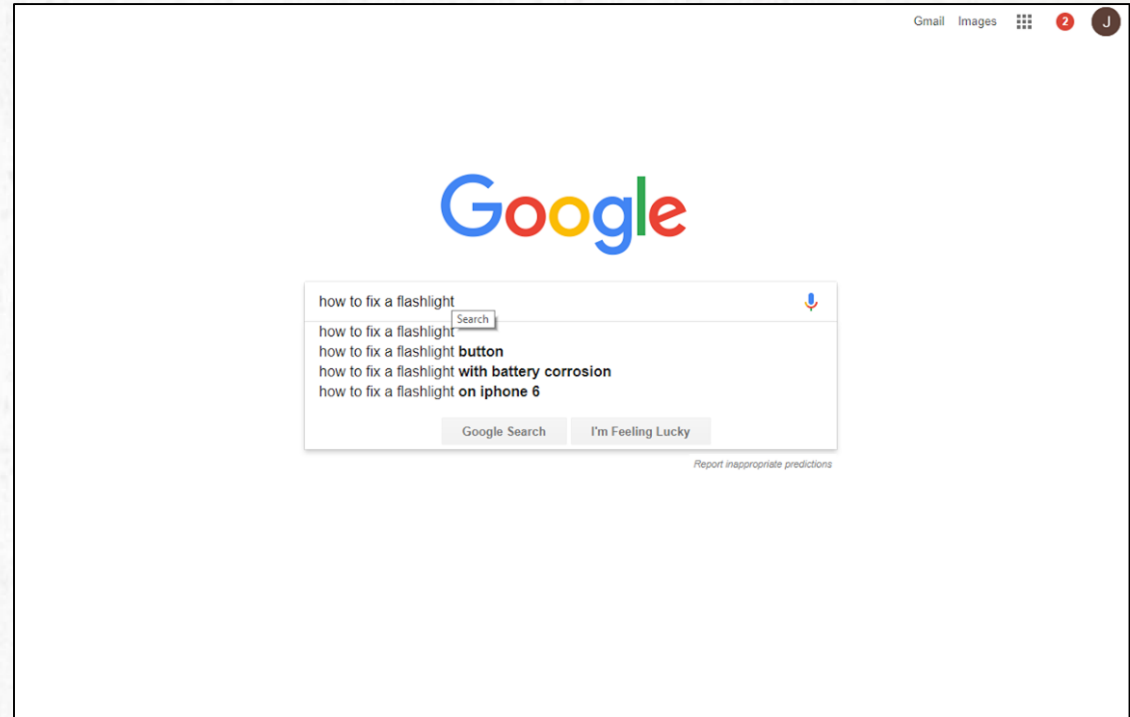 Gmail Images 2 J
Google
how to fix a flashlight
Search
how to fix a flashlight
how to fix a flashlight button
how to fix a flashlight with battery corrosion
how to fix a flashlight on iphone 6
Google Search I'm Feeling Lucky
Report inappropriate predictions